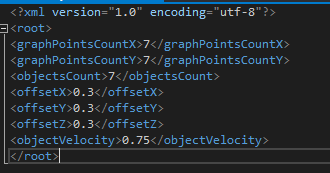 <?xml version="1.0" encoding="utf-8"?>
<root>
<graphPointsCountX>7</graphPointsCountX>
<graphPointsCountY>7</graphPointsCountY>
<objectsCount>7</objectsCount>
<offsetX>0.3</offsetX>
<offsetY>0.3</offsetY>
<offsetZ>0.3</offsetZ>
<objectVelocity>0.75</objectVelocity>
</root>